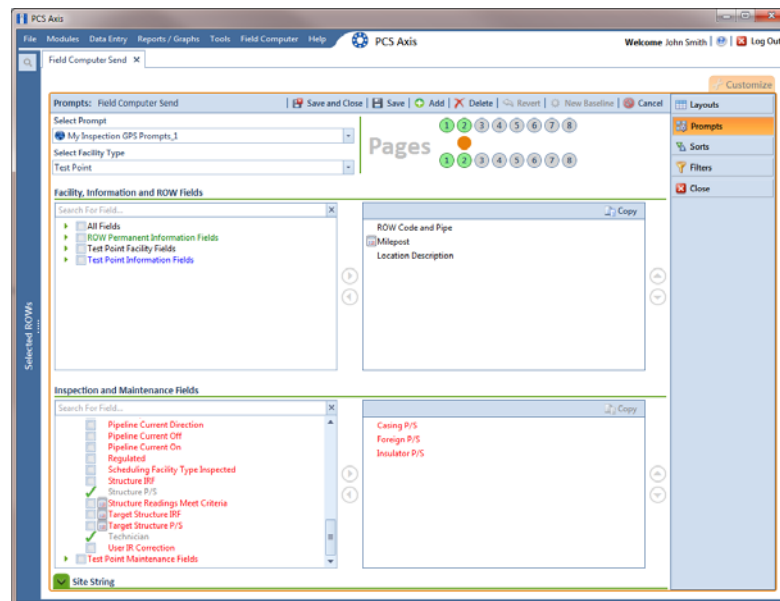 PCS Axis
File Modules Data Entry Reports / Graphs Tools Field Computer Help
PCS Axis
Welcome John Smith | | Log Out
Field Computer Send X
Customize
Prompts: Field Computer Send | Save and Close | Save | Add | Delete | Revert | New Baseline | Cancel
Select Prompt
My Inspection GPS Prompts_1
Select Facility Type
Test Point
Pages
1 2 3 4 5 6 7 8
1 2 3 4 5 6 7 8
Layouts
Prompts
Sorts
Filters
Close
Selected ROWs
Facility, Information and ROW Fields
Search For Field...
All Fields
ROW Permanent Information Fields
Test Point Facility Fields
Test Point Information Fields
Copy
ROW Code and Pipe
Milepost
Location Description
Inspection and Maintenance Fields
Search For Field...
Pipeline Current Direction
Pipeline Current Off
Pipeline Current On
Regulated
Scheduling Facility Type Inspected
Structure IRF
Structure P/S
Structure Readings Meet Criteria
Target Structure IRF
Target Structure P/S
Technician
User IR Correction
Test Point Maintenance Fields
Copy
Casing P/S
Foreign P/S
Insulator P/S
Site String